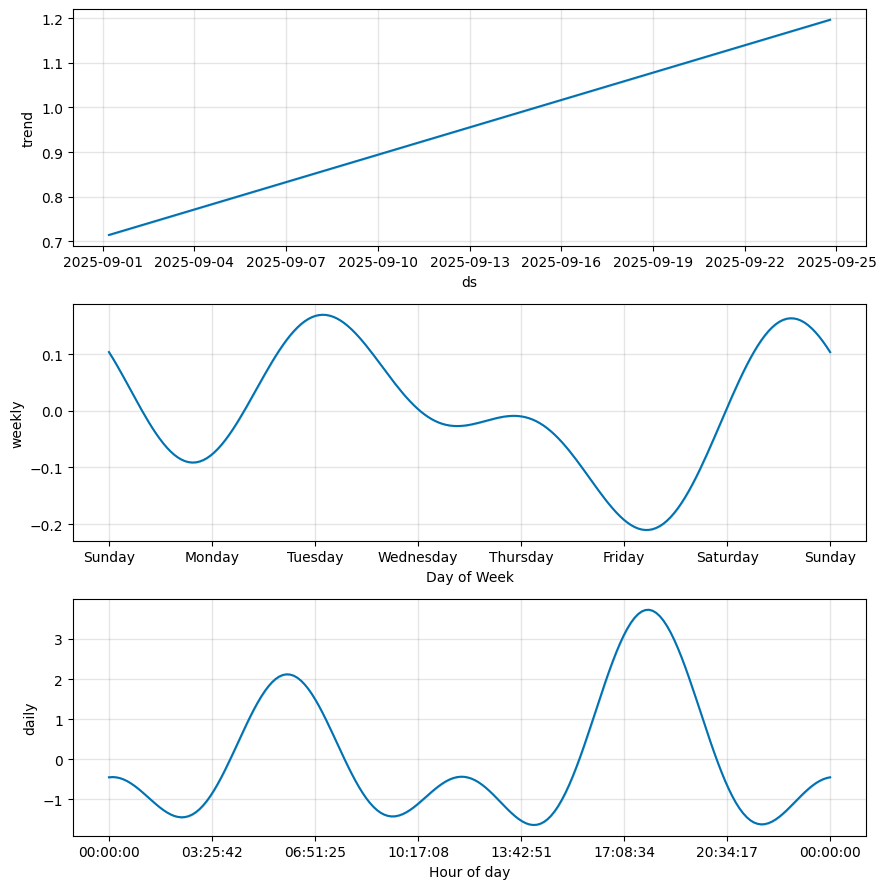 1.2
1.1
1.0
0.9
0.8
0.7
trend
2025-09-01 2025-09-04 2025-09-07 2025-09-10 2025-09-13 2025-09-16 2025-09-19 2025-09-22 2025-09-25
ds
0.1
0.0
−0.1
−0.2
weekly
Sunday Monday Tuesday Wednesday Thursday Friday Saturday Sunday
Day of Week
3
2
1
0
−1
daily
00:00:00 03:25:42 06:51:25 10:17:08 13:42:51 17:08:34 20:34:17 00:00:00
Hour of day